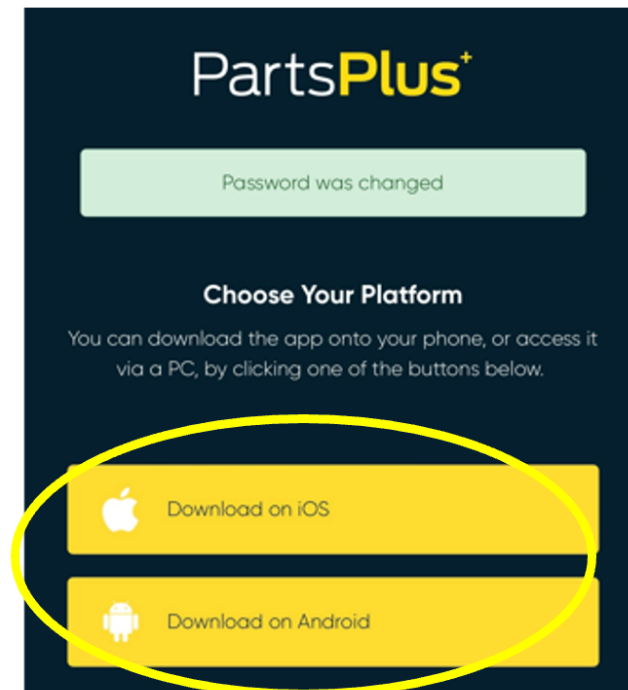 PartsPlus+
Password was changed
Choose Your Platform
You can download the app onto your phone, or access it
via a PC, by clicking one of the buttons below.
Download on iOS
Download on Android